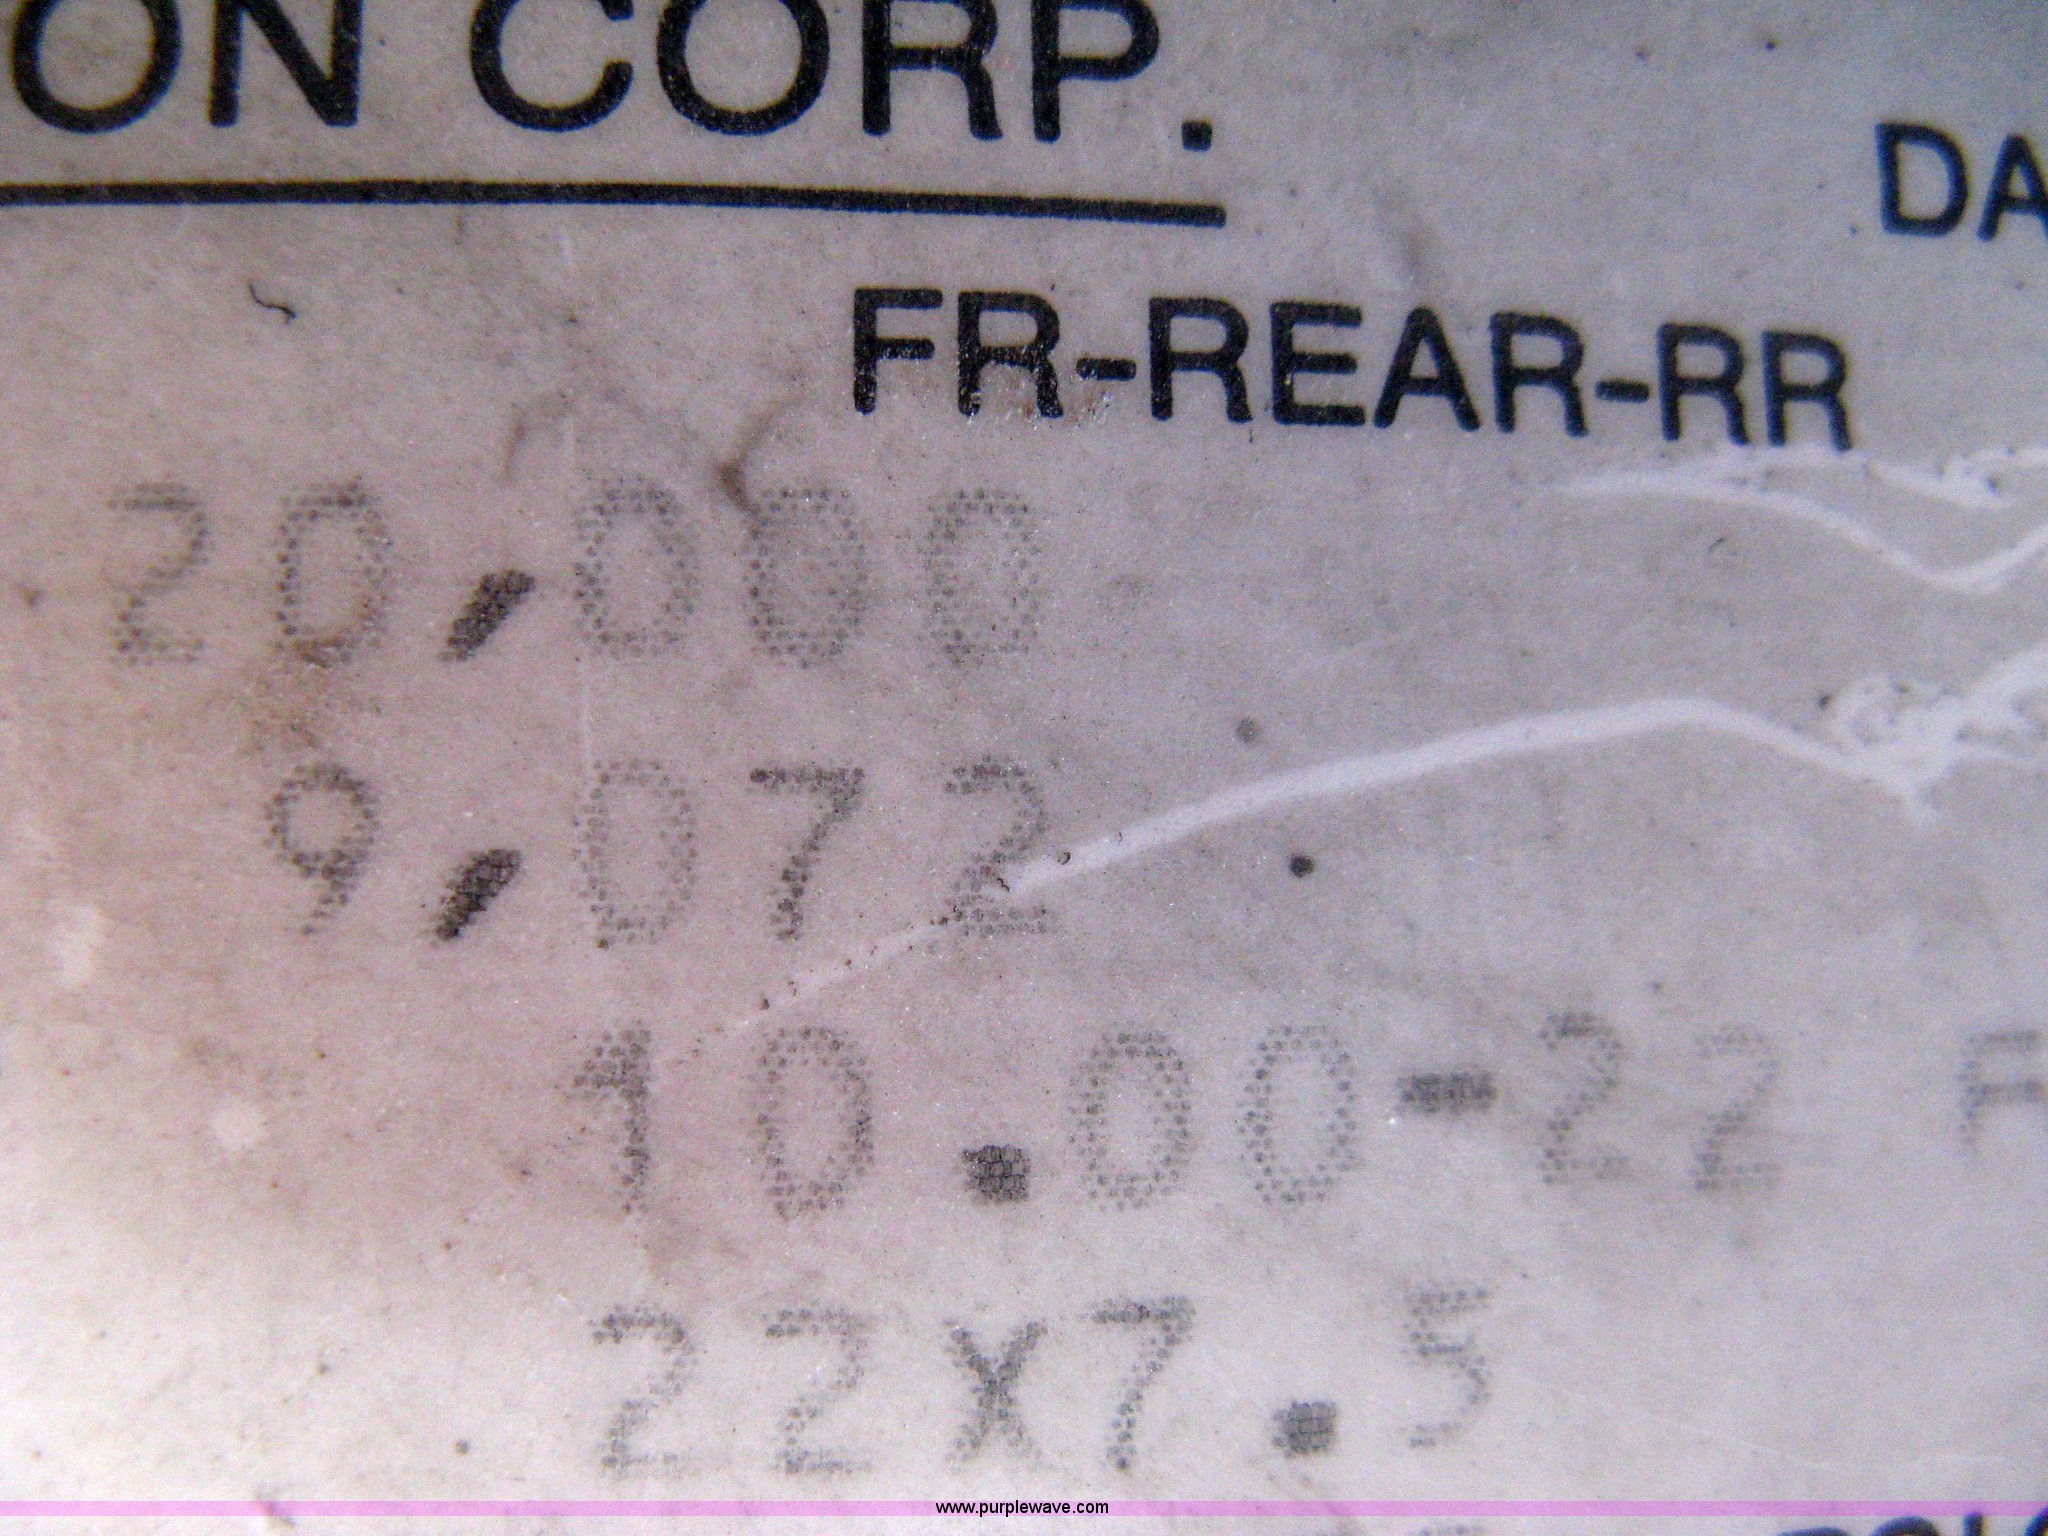 ON CORP.
DA
FR-REAR-RR
20,000
9,072
10.00-22 F
22X7.5
www.purplewave.com